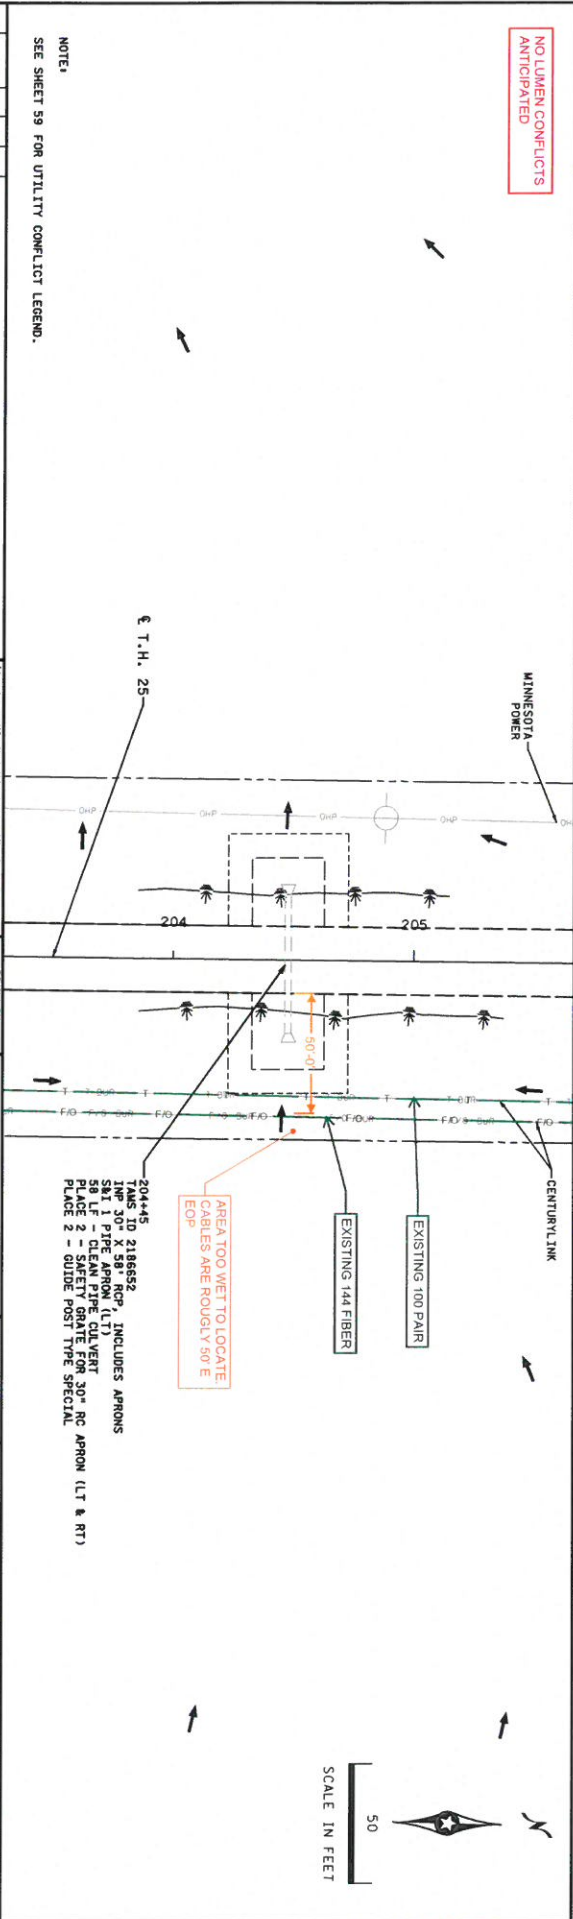 NO LUMEN CONFLICTS
ANTICIPATED
NOTE:
SEE SHEET 59 FOR UTILITY CONFLICT LEGEND.
MINNESOTA
POWER
℄ T.H. 25
OHP
OHP
OHP
OHP
204
205
50'-0"
CENTURYLINK
EXISTING 100 PAIR
EXISTING 144 FIBER
AREA TOO WET TO LOCATE.
CABLES ARE ROUGLY 50' E
EOP
204+45
TAMS ID 2186652
INP 30" X 58' RCP, INCLUDES APRONS
S&I 1 PIPE APRON (LT)
58 LF - CLEAN PIPE CULVERT
PLACE 2 - SAFETY GRATE FOR 30" RC APRON (LT & RT)
PLACE 2 - GUIDE POST TYPE SPECIAL
N
50
SCALE IN FEET